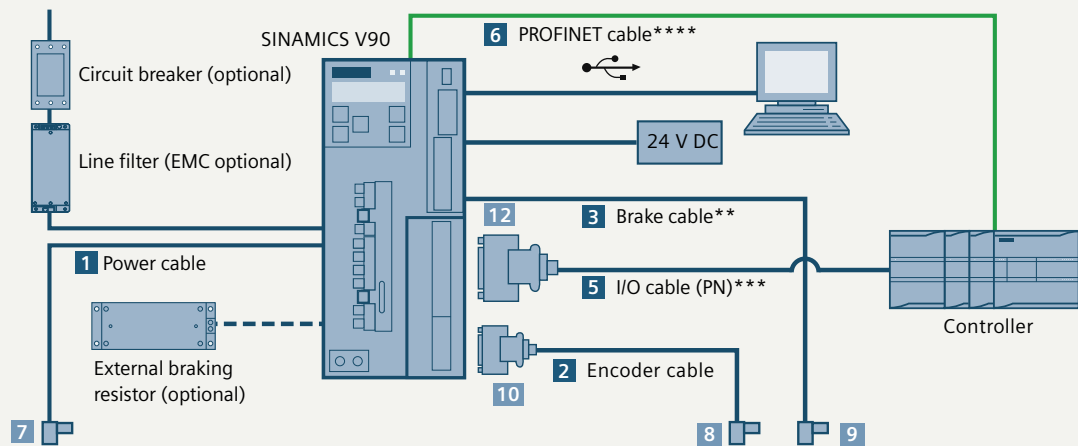 SINAMICS V90
6 PROFINET cable****
Circuit breaker (optional)
Line filter (EMC optional)
24 V DC
12
3 Brake cable**
1 Power cable
5 I/O cable (PN)***
Controller
External braking
resistor (optional)
2 Encoder cable
10
7
8
9